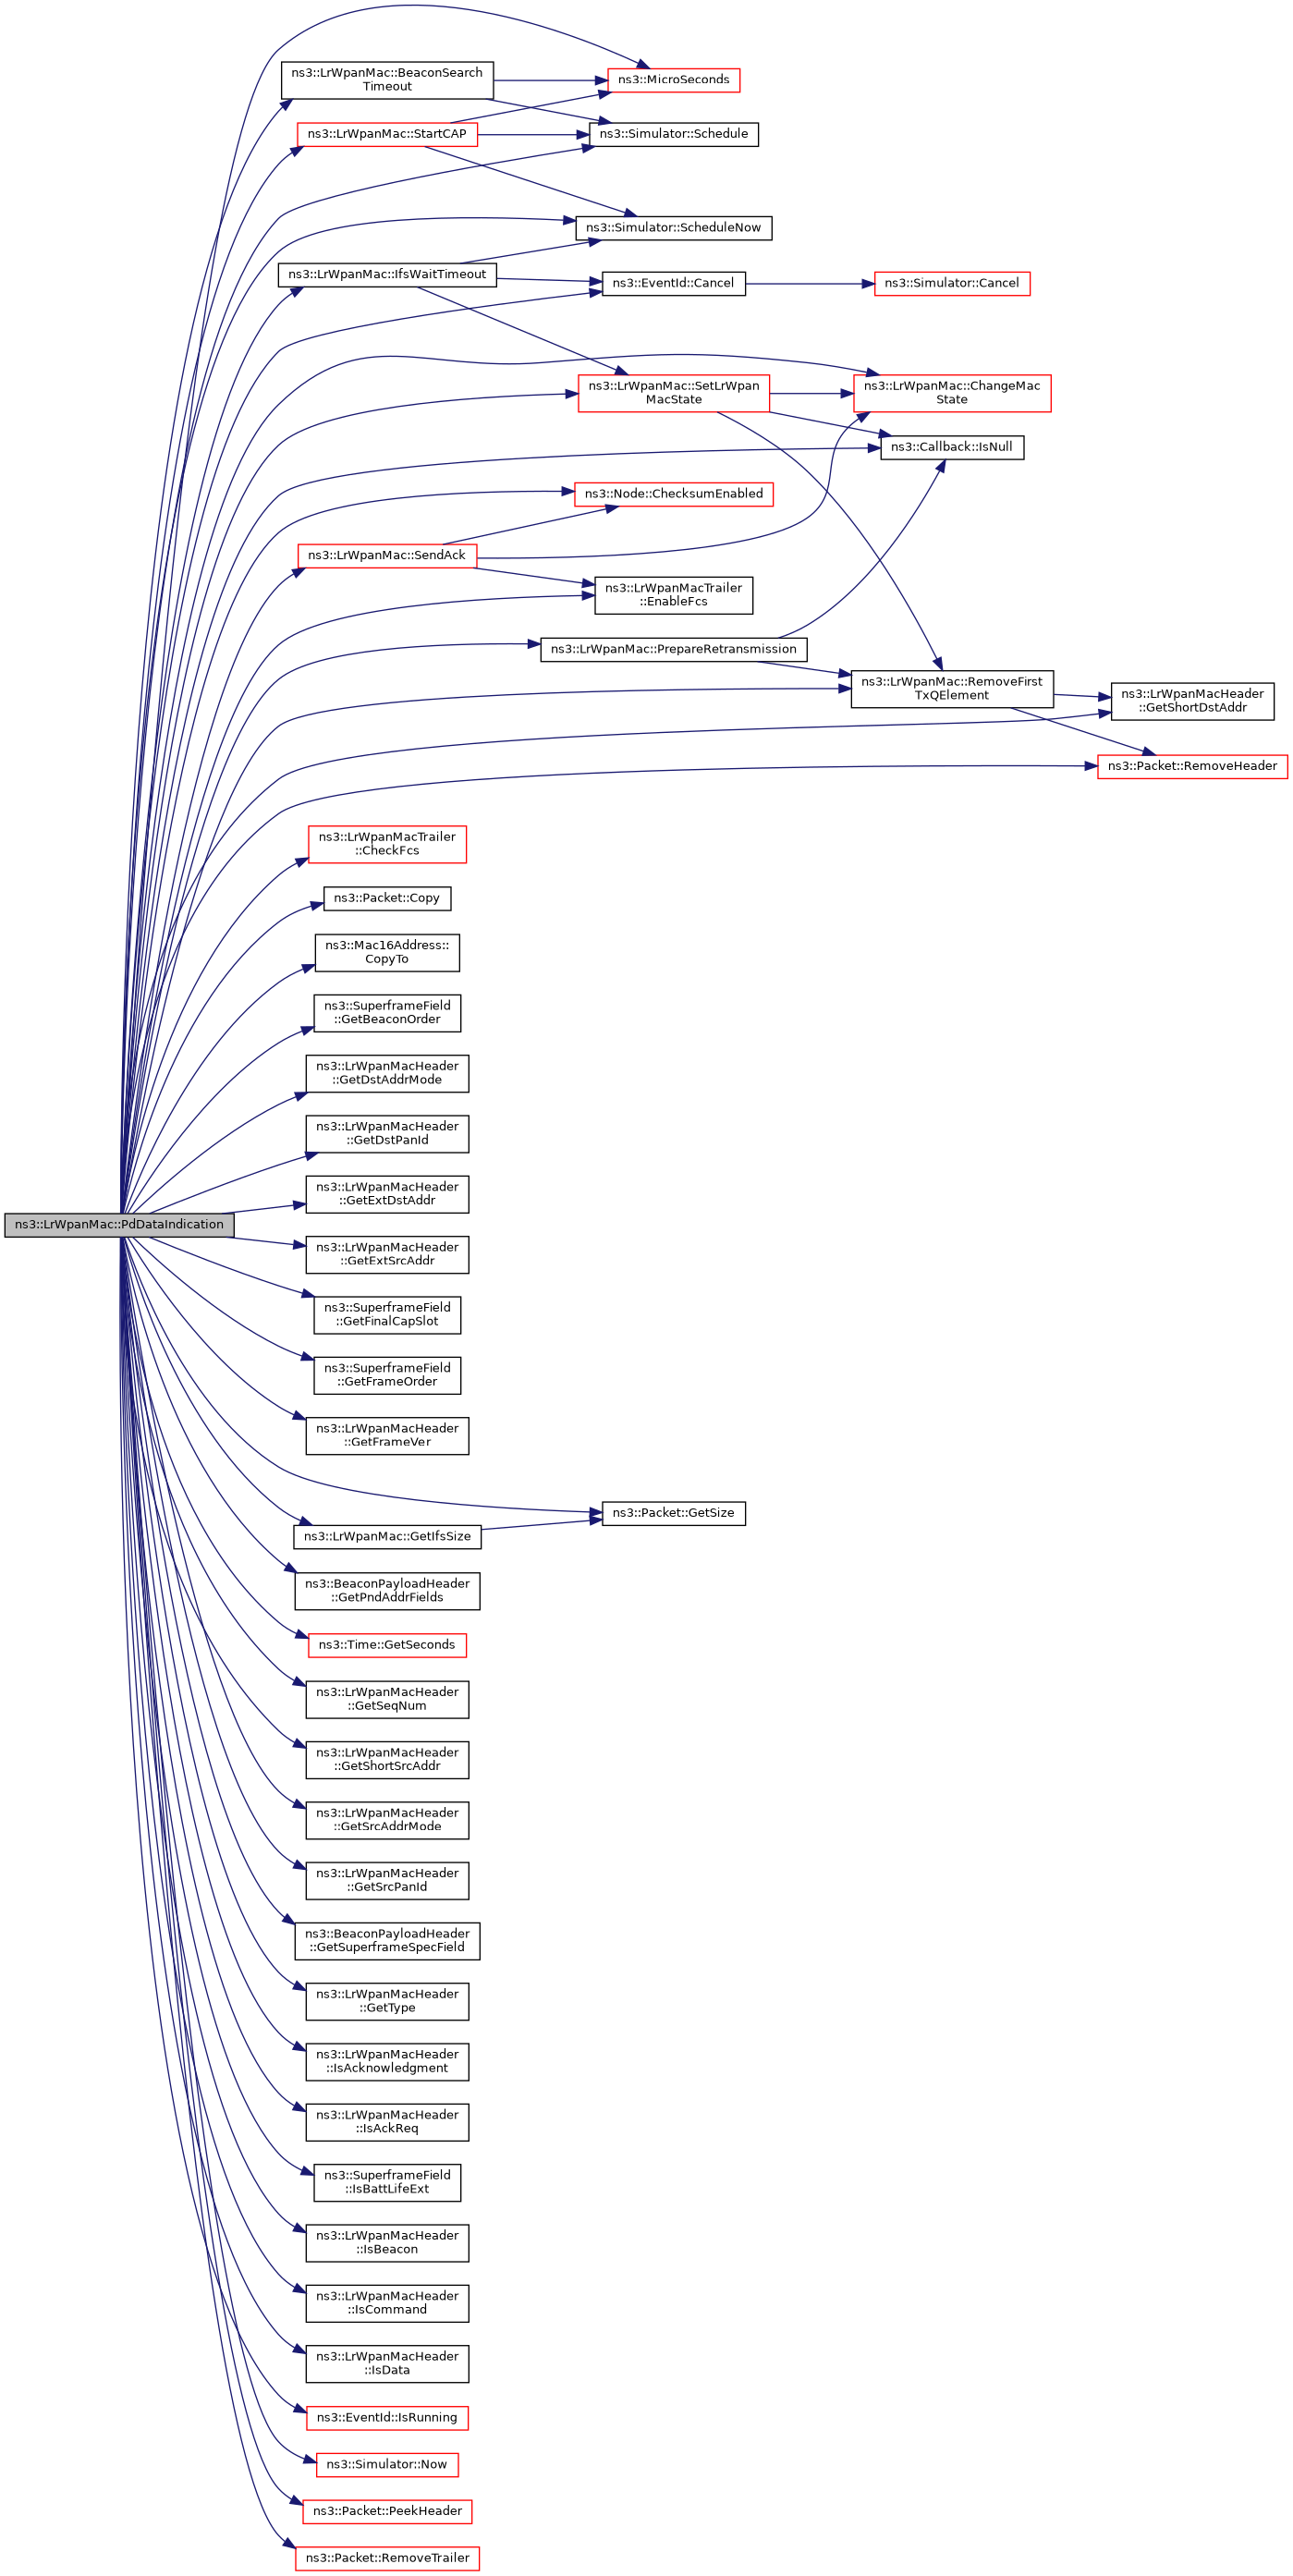 ns3::LrWpanMac::PdDataIndication
ns3::MicroSeconds
ns3::LrWpanMac::BeaconSearch
Timeout
ns3::LrWpanMac::StartCAP
ns3::Simulator::Schedule
ns3::Simulator::ScheduleNow
ns3::LrWpanMac::IfsWaitTimeout
ns3::EventId::Cancel
ns3::Simulator::Cancel
ns3::LrWpanMac::SetLrWpan
MacState
ns3::LrWpanMac::ChangeMac
State
ns3::Callback::IsNull
ns3::Node::ChecksumEnabled
ns3::LrWpanMac::SendAck
ns3::LrWpanMacTrailer
::EnableFcs
ns3::LrWpanMac::PrepareRetransmission
ns3::LrWpanMac::RemoveFirst
TxQElement
ns3::LrWpanMacHeader
::GetShortDstAddr
ns3::Packet::RemoveHeader
ns3::LrWpanMacTrailer
::CheckFcs
ns3::Packet::Copy
ns3::Mac16Address::
CopyTo
ns3::SuperframeField
::GetBeaconOrder
ns3::LrWpanMacHeader
::GetDstAddrMode
ns3::LrWpanMacHeader
::GetDstPanId
ns3::LrWpanMacHeader
::GetExtDstAddr
ns3::LrWpanMacHeader
::GetExtSrcAddr
ns3::SuperframeField
::GetFinalCapSlot
ns3::SuperframeField
::GetFrameOrder
ns3::LrWpanMacHeader
::GetFrameVer
ns3::Packet::GetSize
ns3::LrWpanMac::GetIfsSize
ns3::BeaconPayloadHeader
::GetPndAddrFields
ns3::Time::GetSeconds
ns3::LrWpanMacHeader
::GetSeqNum
ns3::LrWpanMacHeader
::GetShortSrcAddr
ns3::LrWpanMacHeader
::GetSrcAddrMode
ns3::LrWpanMacHeader
::GetSrcPanId
ns3::BeaconPayloadHeader
::GetSuperframeSpecField
ns3::LrWpanMacHeader
::GetType
ns3::LrWpanMacHeader
::IsAcknowledgment
ns3::LrWpanMacHeader
::IsAckReq
ns3::SuperframeField
::IsBattLifeExt
ns3::LrWpanMacHeader
::IsBeacon
ns3::LrWpanMacHeader
::IsCommand
ns3::LrWpanMacHeader
::IsData
ns3::EventId::IsRunning
ns3::Simulator::Now
ns3::Packet::PeekHeader
ns3::Packet::RemoveTrailer